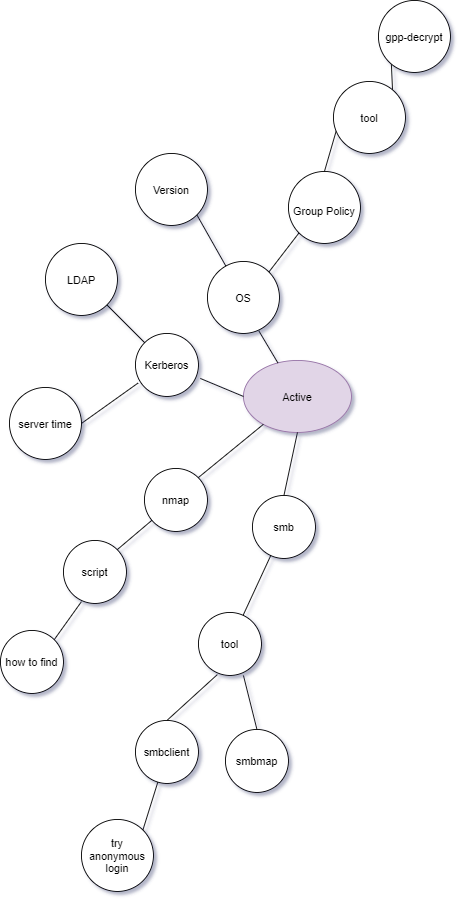 gpp-decrypt
tool
Version
Group Policy
LDAP
OS
Kerberos
Active
server time
nmap
smb
script
tool
how to find
smbclient
smbmap
try
anonymous
login